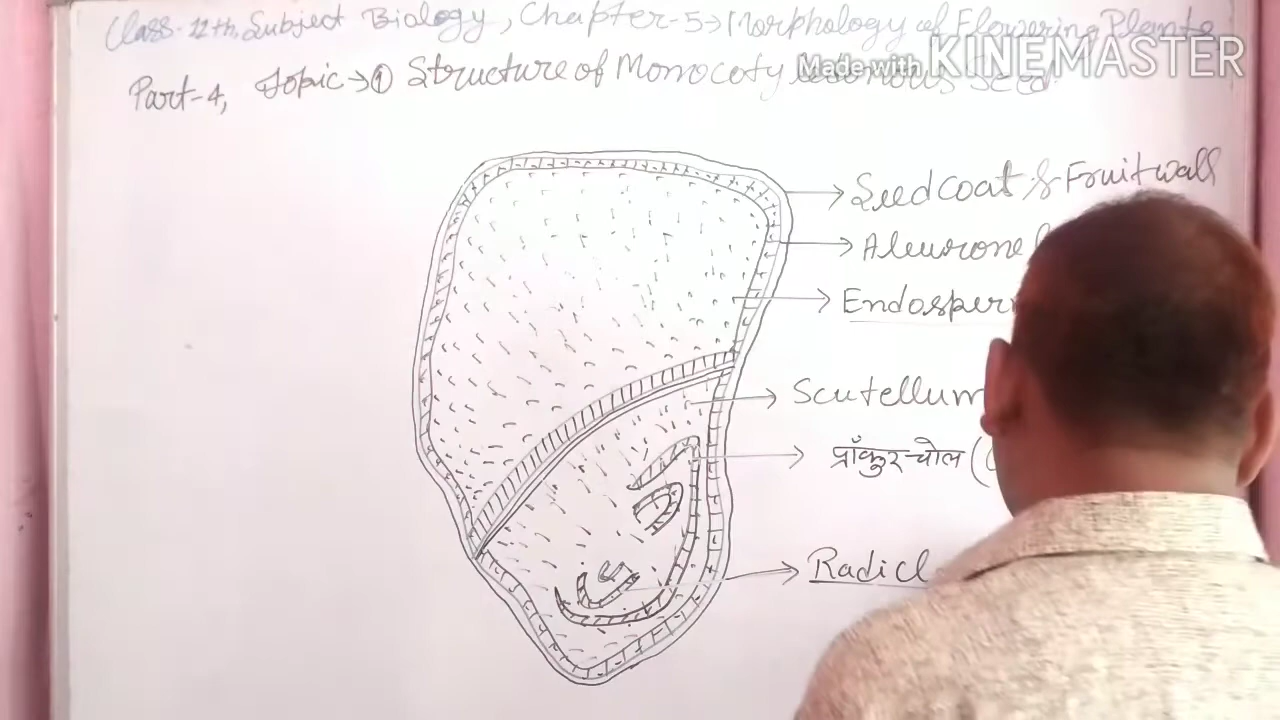 Class-11th, Subject Biology, Chapter-5→Morphology of Flowering Plants
Made with KINEMASTER
Part-4, Topic→① Structure of Monocotyledonous Seed
Seed coat & Fruit wall
Aleurone
Endosperm
Scutellum
प्रांकुर-चोल (
Radicl